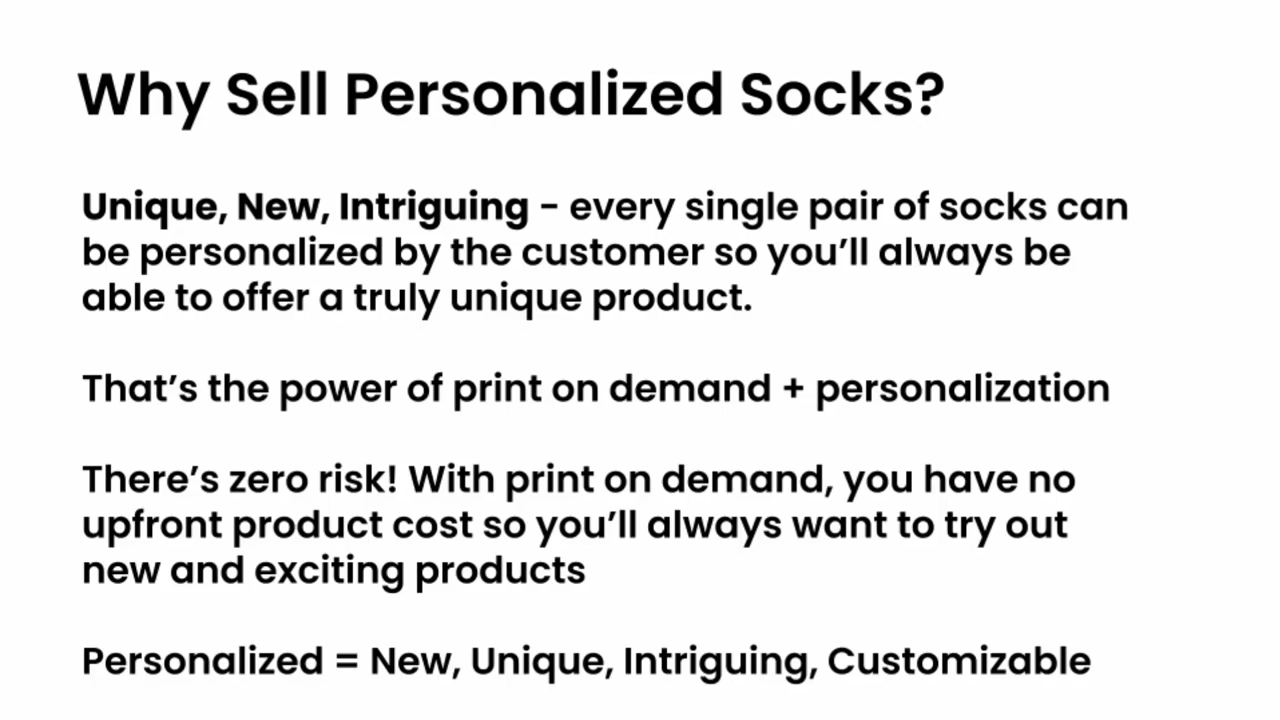 Why Sell Personalized Socks?
Unique, New, Intriguing - every single pair of socks can
be personalized by the customer so you’ll always be
able to offer a truly unique product.
That’s the power of print on demand + personalization
There’s zero risk! With print on demand, you have no
upfront product cost so you’ll always want to try out
new and exciting products
Personalized = New, Unique, Intriguing, Customizable